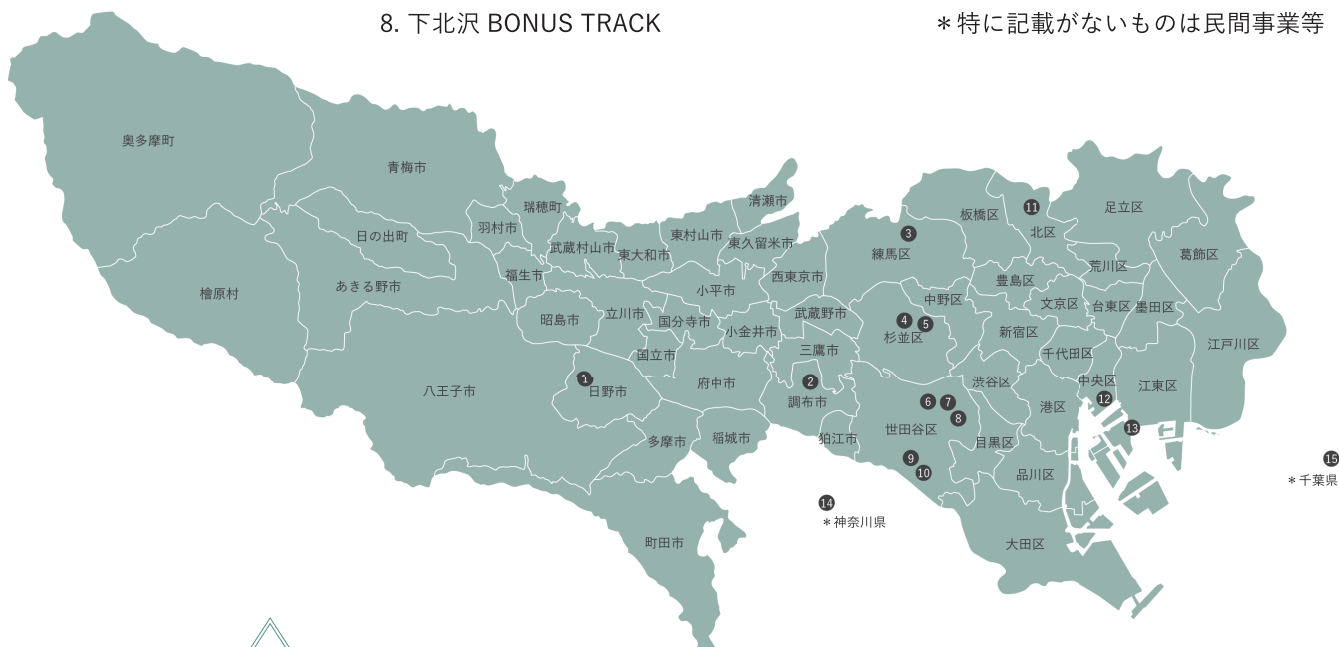 8. 下北沢 BONUS TRACK
＊特に記載がないものは民間事業等
奥多摩町
青梅市
瑞穂町
清瀬市
羽村市
日の出町
武蔵村山市
東大和市
東村山市
東久留米市
西東京市
3
練馬区
板橋区
11
北区
足立区
葛飾区
荒川区
檜原村
あきる野市
福生市
昭島市
立川市
小平市
国分寺市
小金井市
武蔵野市
中野区
豊島区
文京区
台東区
墨田区
4
5
杉並区
新宿区
千代田区
江戸川区
国立市
三鷹市
八王子市
1
日野市
府中市
2
調布市
渋谷区
中央区
12
江東区
港区
6
7
8
世田谷区
目黒区
13
多摩市
稲城市
狛江市
9
10
品川区
15
＊千葉県
14
＊神奈川県
町田市
大田区